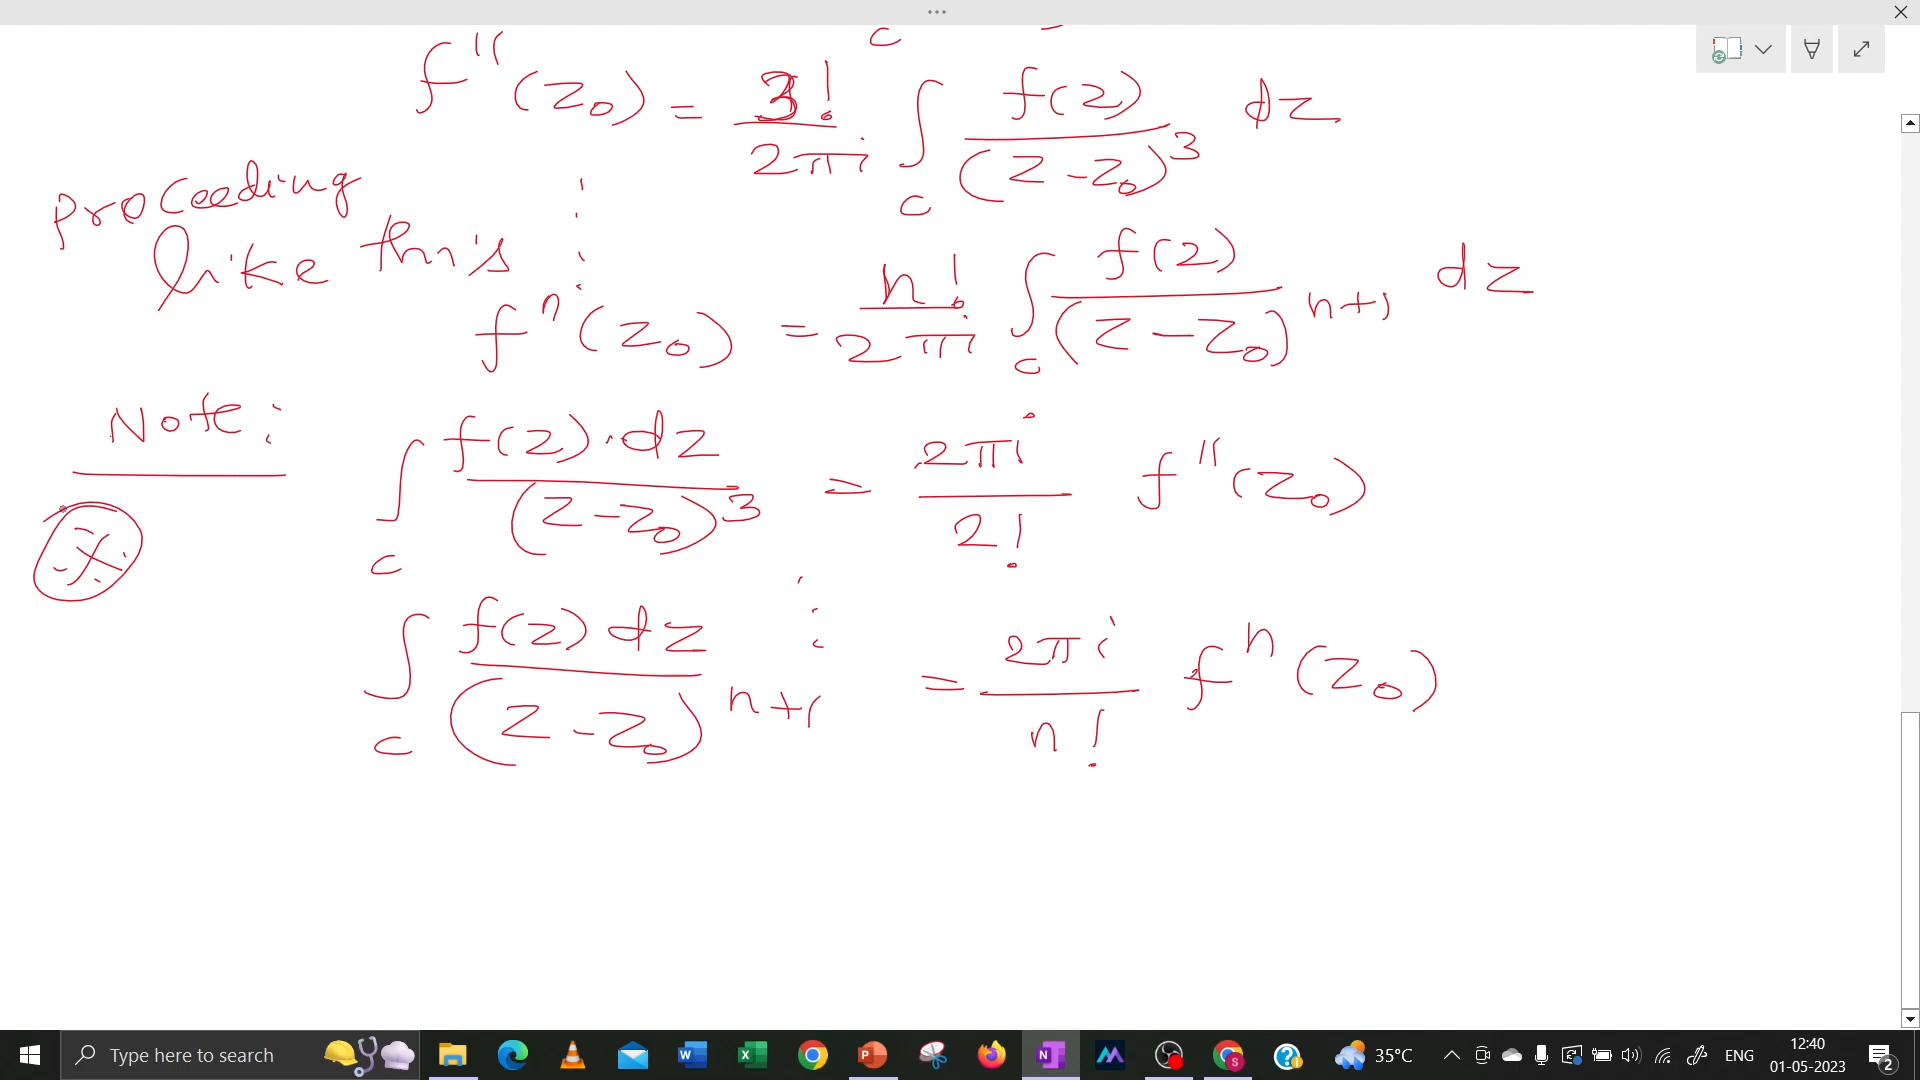 f''(z₀) = 3!/2πi ∫_c f(z)/(z-z₀)³ dz
proceeding
like this
fⁿ(z₀) = n!/2πi ∫_c f(z)/(z-z₀)ⁿ⁺¹ dz
Note:
∫_c f(z)·dz/(z-z₀)³ = 2πi/2! f''(z₀)
∫_c f(z) dz/(z-z₀)ⁿ⁺¹ = 2πi/n! fⁿ(z₀)
Type here to search
35°C
ENG
12:40
01-05-2023
2